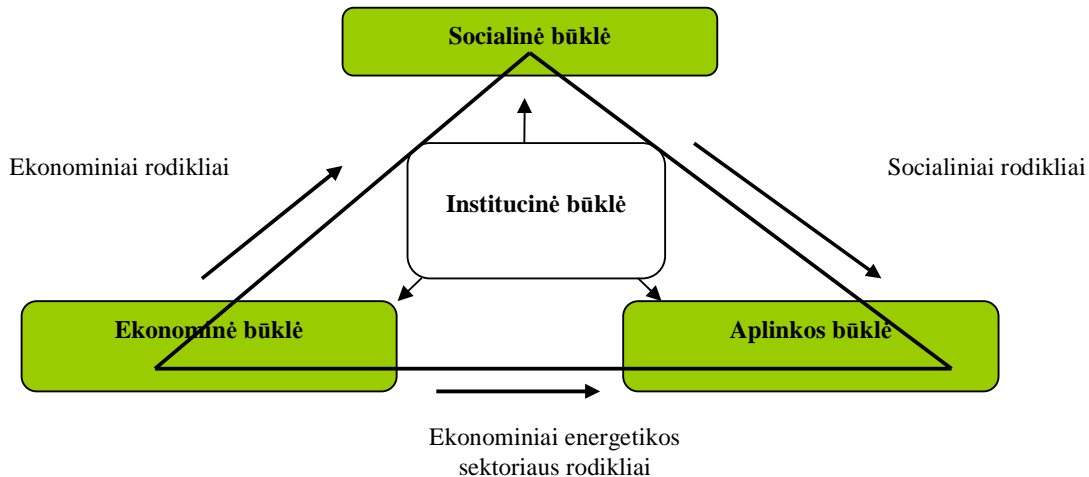 Socialinė būklė
Ekonominiai rodikliai
Socialiniai rodikliai
Institucinė būklė
Ekonominė būklė
Aplinkos būklė
Ekonominiai energetikos
sektoriaus rodikliai